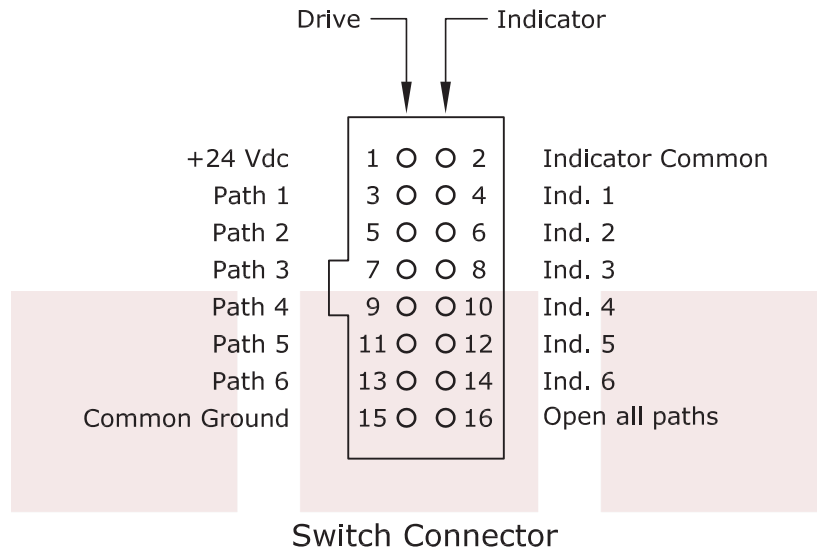 Drive Indicator
+24 Vdc 1 2 Indicator Common
Path 1 3 4 Ind. 1
Path 2 5 6 Ind. 2
Path 3 7 8 Ind. 3
Path 4 9 10 Ind. 4
Path 5 11 12 Ind. 5
Path 6 13 14 Ind. 6
Common Ground 15 16 Open all paths
Switch Connector